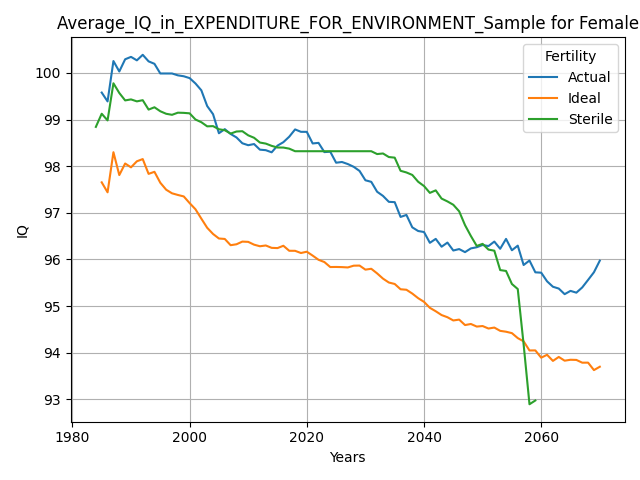 Average_IQ_in_EXPENDITURE_FOR_ENVIRONMENT_Sample for Female
Fertility
Actual
Ideal
Sterile
IQ
100
99
98
97
96
95
94
93
1980
2000
2020
2040
2060
Years